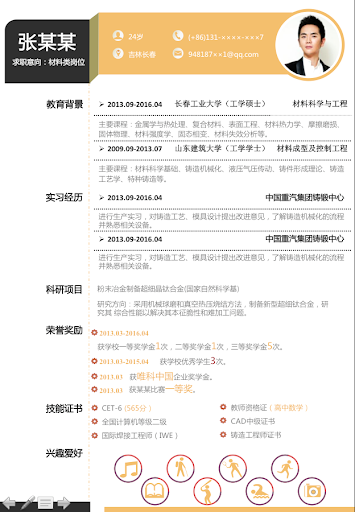 张某某
求职意向：材料类岗位
24岁
(+86)131-××××-×××7
吉林长春
948187××1@qq.com
教育背景
2013.09-2016.04 长春工业大学（工学硕士） 材料科学与工程
主要课程：金属学与热处理、复合材料、表面工程、材料热力学、摩擦磨损、
固体物理、材料强度学、固态相变、材料失效分析等。
2009.09-2013.07 山东建筑大学（工学学士） 材料成型及控制工程
主要课程：材料科学基础、铸造机械化、液压气压传动、铸件形成理论、铸造
工艺学、特种铸造等。
实习经历
2013.09-2016.04 中国重汽集团铸锻中心
进行生产实习，对铸造工艺、模具设计提出改进意见，了解铸造机械化的流程
并熟悉相关设备。
2013.09-2016.04 中国重汽集团铸锻中心
进行生产实习，对铸造工艺、模具设计提出改进意见，了解铸造机械化的流程
并熟悉相关设备。
科研项目
粉末冶金制备超细晶钛合金(国家自然科学基)
研究方向：采用机械球磨和真空热压烧结方法，制备新型超细钛合金，研
究其 综合性能以解决其本征脆性和难加工问题。
荣誉奖励
2013.03-2016.04
获学校一等奖学金1次，二等奖学金1次，三等奖学金5次。
2013.03-2015.04 获学校优秀学生3次。
2013.03 获维科中国企业奖学金。
2013.03 获某某比赛一等奖。
技能证书
CET-6 (565分)
教师资格证（高中数学）
全国计算机等级二级
CAD中级证书
国际焊接工程师（IWE）
铸造工程师证书
兴趣爱好